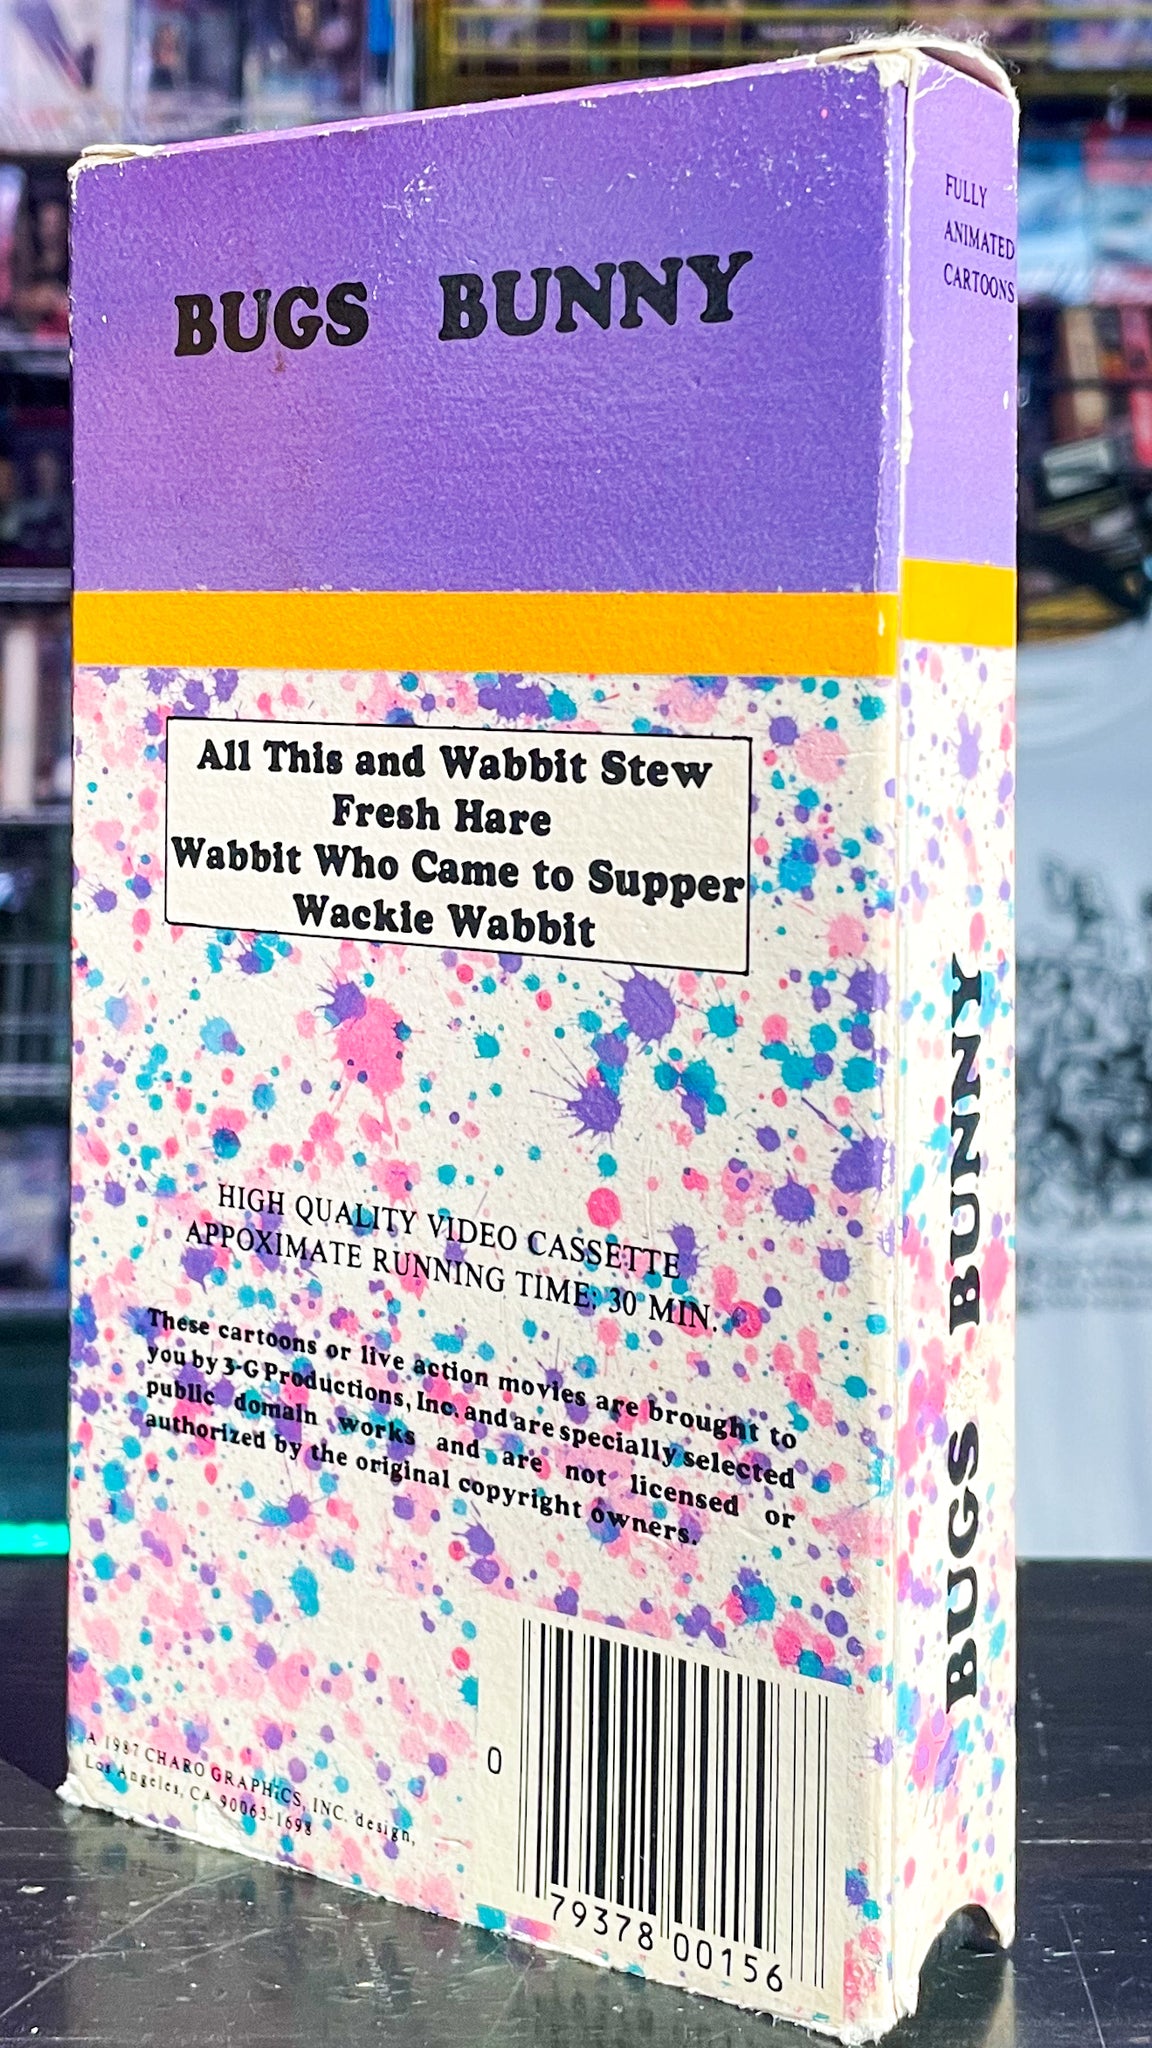 BUGS BUNNY
All This and Wabbit Stew
Fresh Hare
Wabbit Who Came to Supper
Wackie Wabbit
HIGH QUALITY VIDEO CASSETTE
APPOXIMATE RUNNING TIME: 30 MIN.
These cartoons or live action movies are brought to
you by 3-G Productions, Inc. and are specially selected
public domain works and are not licensed or
authorized by the original copyright owners.
A 1987 CHARO GRAPHICS, INC. design,
Los Angeles, CA 90063-1698
0 79378 00156
FULLY
ANIMATED
CARTOONS
BUGS BUNNY